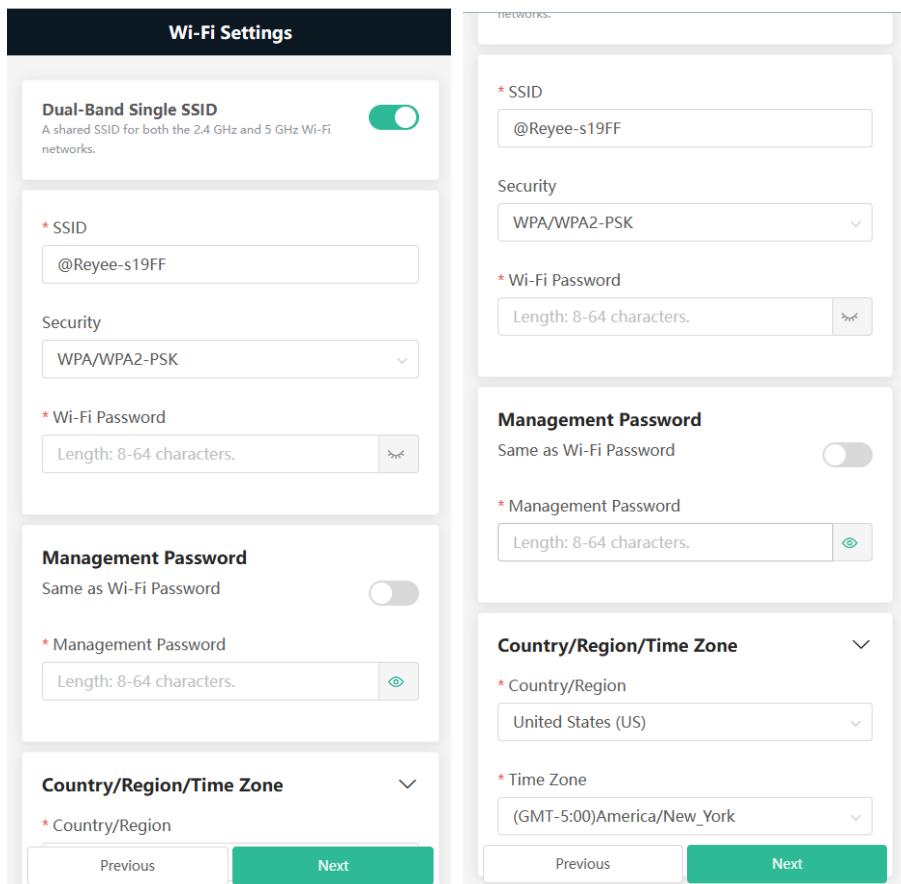 Wi-Fi Settings
Dual-Band Single SSID
A shared SSID for both the 2.4 GHz and 5 GHz Wi-Fi
networks.
* SSID
@Reyee-s19FF
Security
WPA/WPA2-PSK
* Wi-Fi Password
Length: 8-64 characters.
Management Password
Same as Wi-Fi Password
* Management Password
Length: 8-64 characters.
Country/Region/Time Zone
* Country/Region
Previous
Next
networks.
* SSID
@Reyee-s19FF
Security
WPA/WPA2-PSK
* Wi-Fi Password
Length: 8-64 characters.
Management Password
Same as Wi-Fi Password
* Management Password
Length: 8-64 characters.
Country/Region/Time Zone
* Country/Region
United States (US)
* Time Zone
(GMT-5:00)America/New_York
Previous
Next